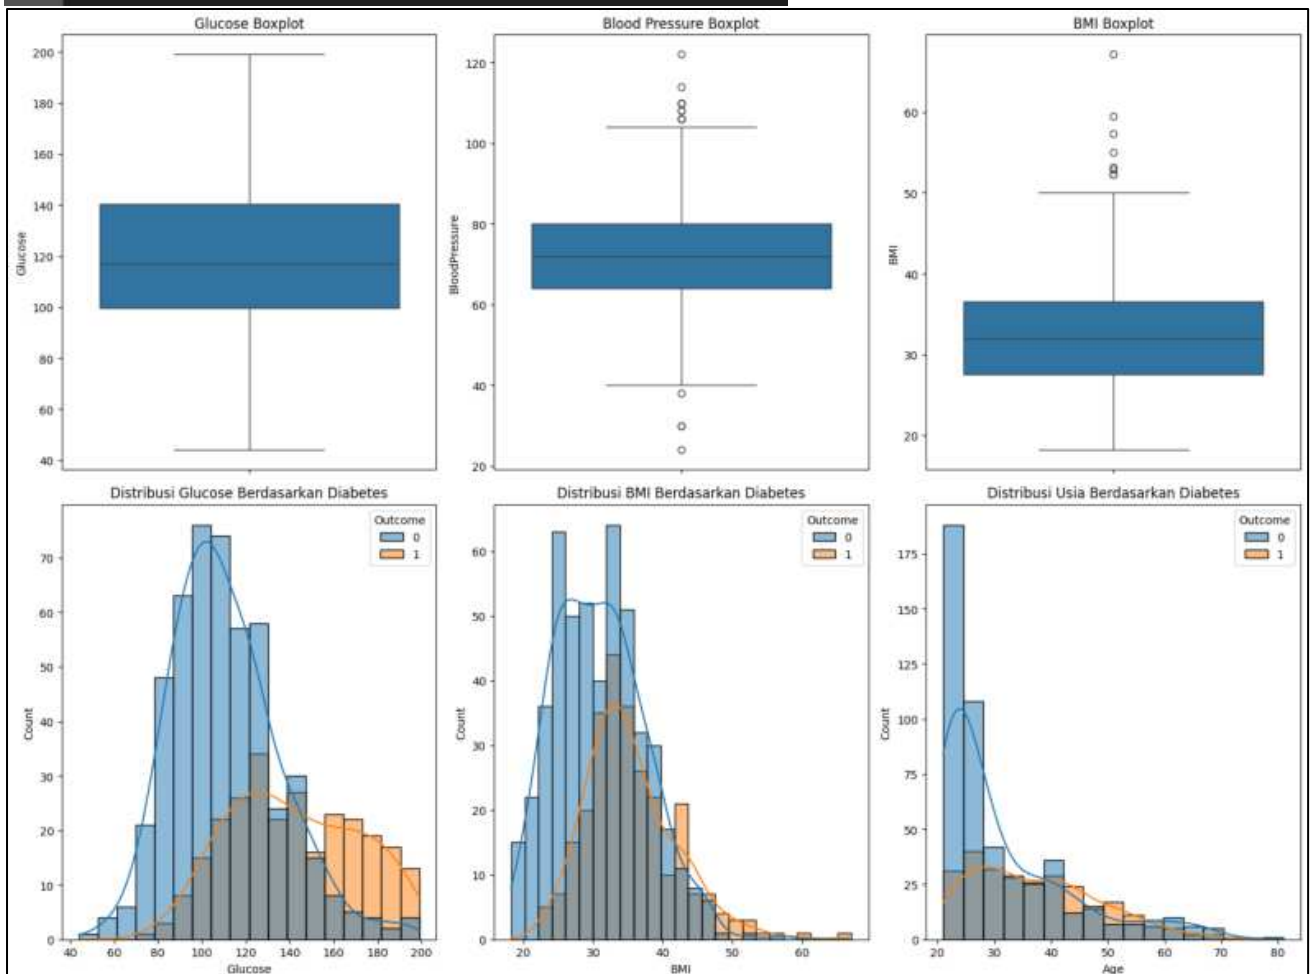 Glucose Boxplot
200
180
160
140
120
100
80
60
40
Glucose
Blood Pressure Boxplot
120
100
80
60
40
20
BloodPressure
BMI Boxplot
60
50
40
30
20
BMI
Distribusi Glucose Berdasarkan Diabetes
Outcome
0
1
70
60
50
40
30
20
10
0
Count
40 60 80 100 120 140 160 180 200
Glucose
Distribusi BMI Berdasarkan Diabetes
Outcome
0
1
60
50
40
30
20
10
0
Count
20 30 40 50 60
BMI
Distribusi Usia Berdasarkan Diabetes
Outcome
0
1
175
150
125
100
75
50
25
0
Count
20 30 40 50 60 70 80
Age